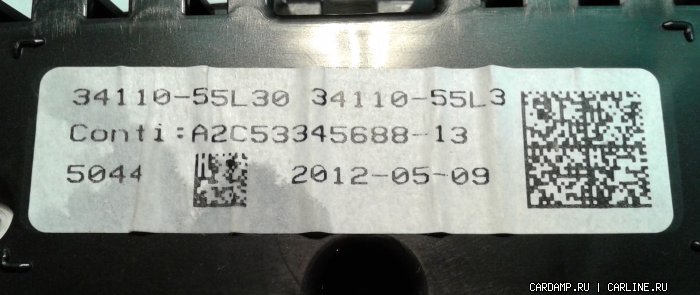 34110-55L30 34110-55L3
Conti:A2C53345688-13
5044 2012-05-09
CARDAMP.RU | CARLINE.RU